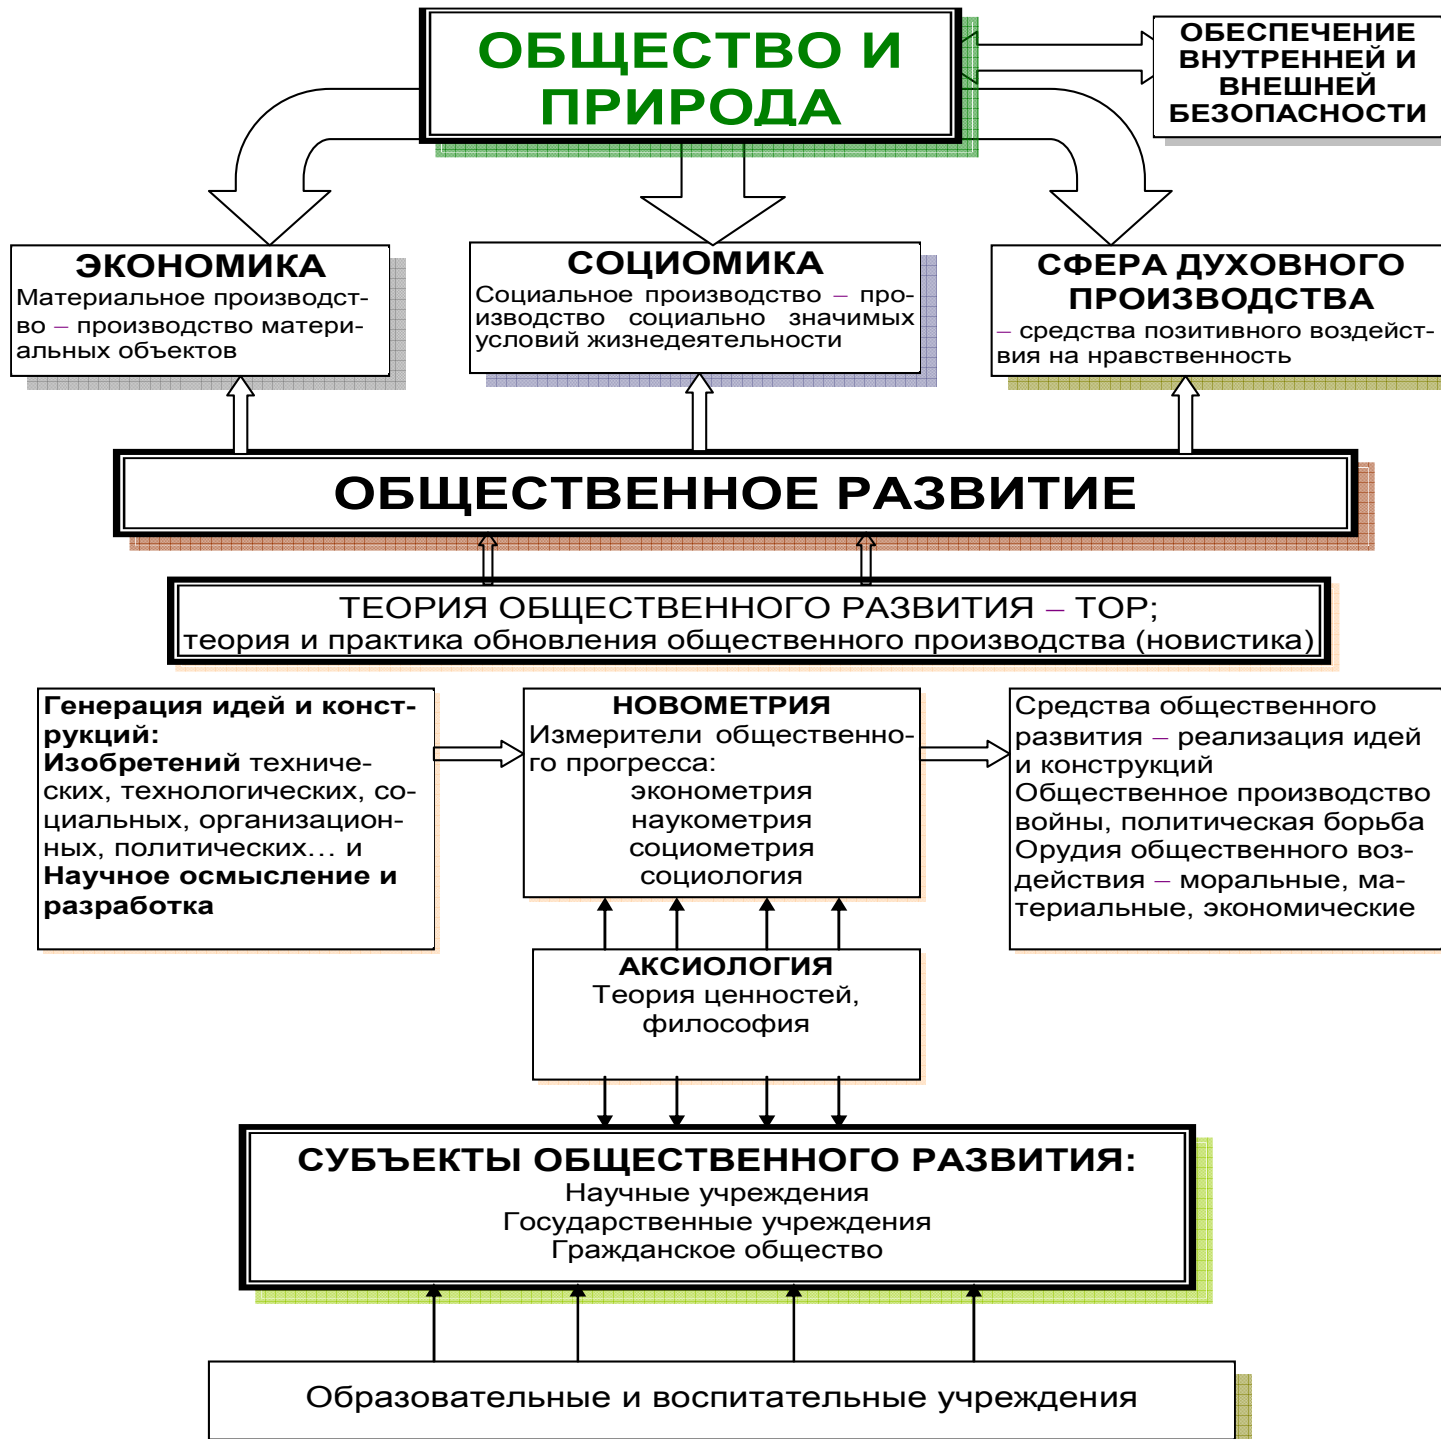 ОБЩЕСТВО И
ПРИРОДА
ОБЕСПЕЧЕНИЕ
ВНУТРЕННЕЙ И
ВНЕШНЕЙ
БЕЗОПАСНОСТИ
ЭКОНОМИКА
Материальное производст-
во – производство матери-
альных объектов
СОЦИОМИКА
Социальное производство – про-
изводство социально значимых
условий жизнедеятельности
СФЕРА ДУХОВНОГО
ПРОИЗВОДСТВА
– средства позитивного воздейст-
вия на нравственность
ОБЩЕСТВЕННОЕ РАЗВИТИЕ
ТЕОРИЯ ОБЩЕСТВЕННОГО РАЗВИТИЯ – ТОР;
теория и практика обновления общественного производства (новистика)
Генерация идей и конст-
рукций:
Изобретений техниче-
ских, технологических, со-
циальных, организацион-
ных, политических... и
Научное осмысление и
разработка
НОВОМЕТРИЯ
Измерители общественно-
го прогресса:
эконометрия
наукометрия
социометрия
социология
Средства общественного
развития – реализация идей
и конструкций
Общественное производство
войны, политическая борьба
Орудия общественного воз-
действия – моральные, ма-
териальные, экономические
АКСИОЛОГИЯ
Теория ценностей,
философия
СУБЪЕКТЫ ОБЩЕСТВЕННОГО РАЗВИТИЯ:
Научные учреждения
Государственные учреждения
Гражданское общество
Образовательные и воспитательные учреждения